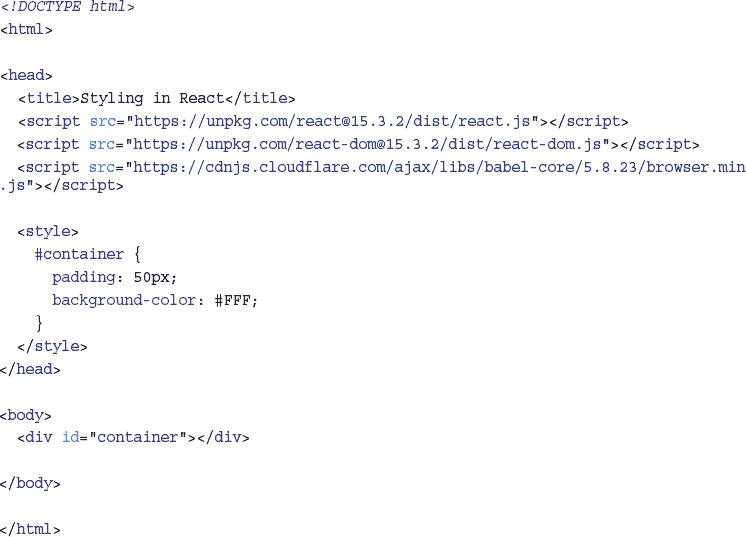 <!DOCTYPE html>
<html>
<head>
<title>Styling in React</title>
<script src="https://unpkg.com/react@15.3.2/dist/react.js"></script>
<script src="https://unpkg.com/react-dom@15.3.2/dist/react-dom.js"></script>
<script src="https://cdnjs.cloudflare.com/ajax/libs/babel-core/5.8.23/browser.min
.js"></script>
<style>
#container {
padding: 50px;
background-color: #FFF;
}
</style>
</head>
<body>
<div id="container"></div>
</body>
</html>